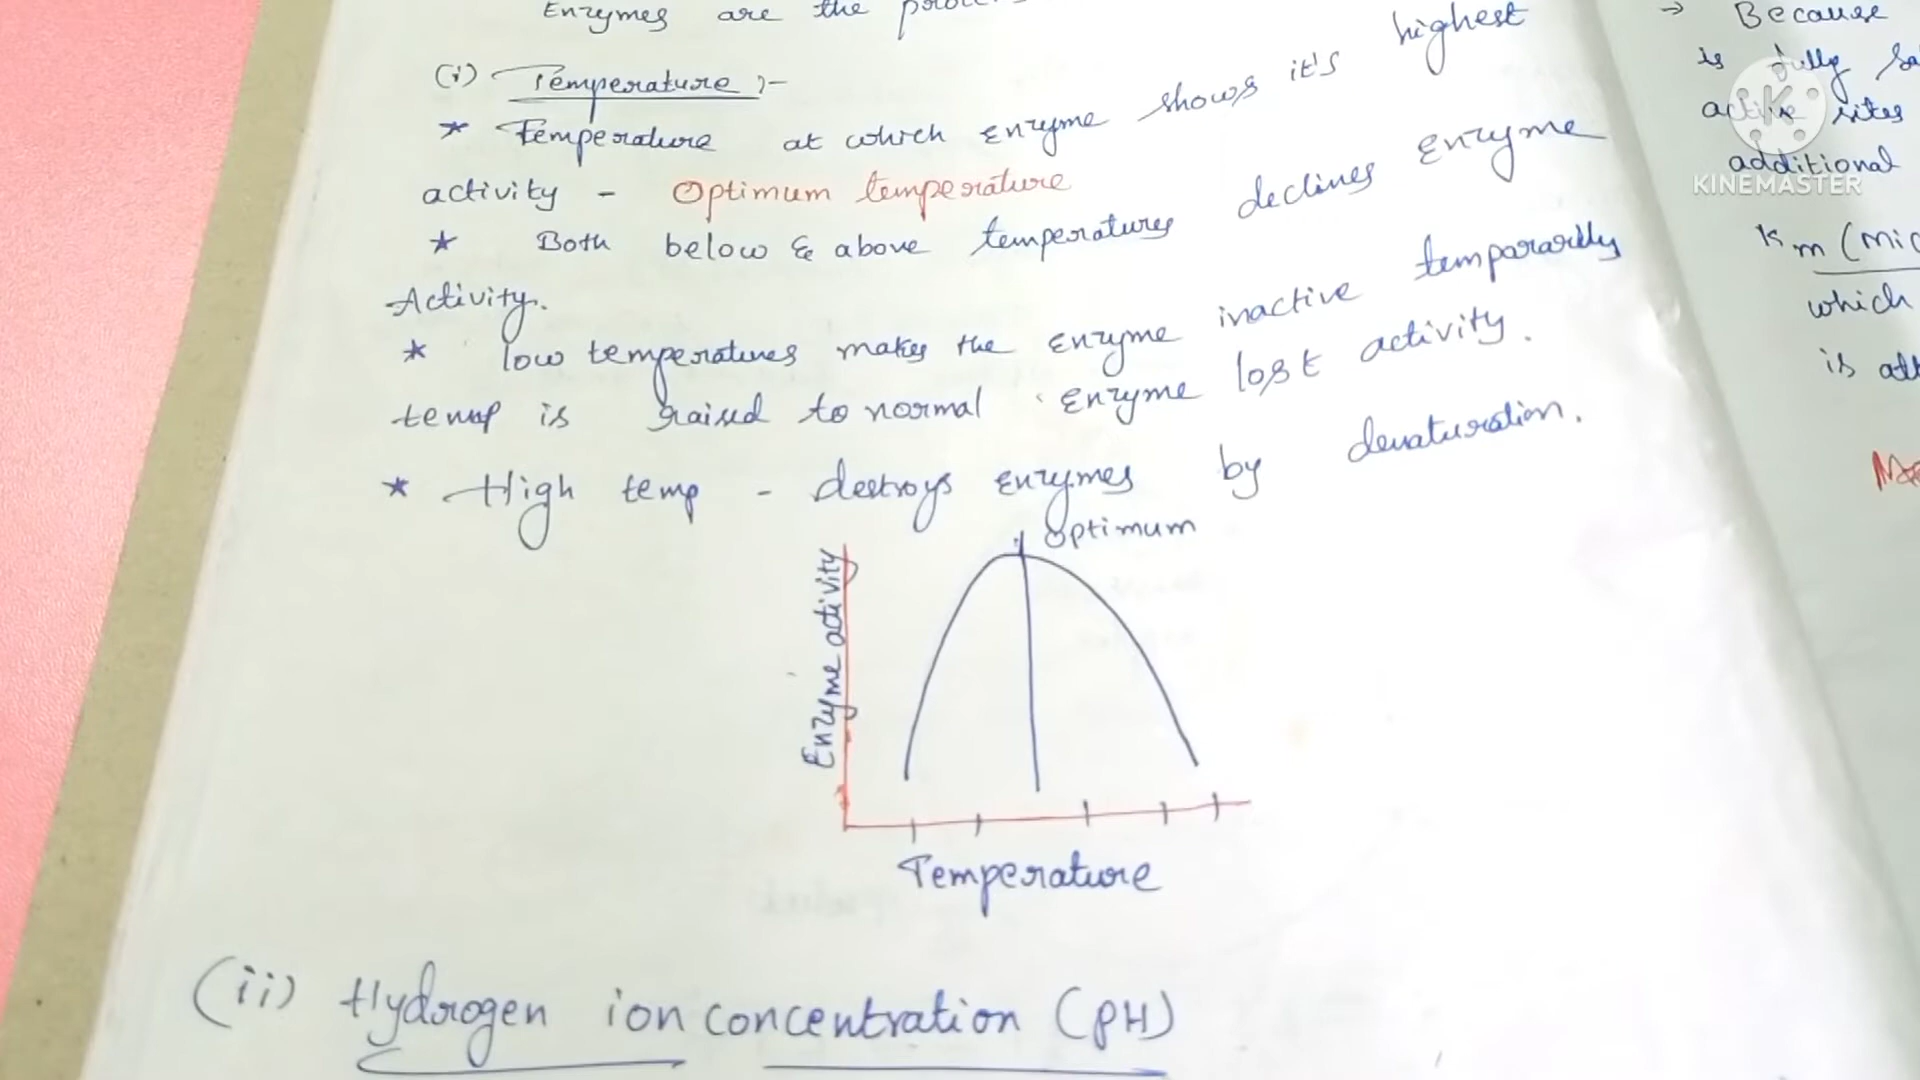 Enzymes are the
(i) Temperature :-
* Temperature at which enzyme shows it's highest
activity - Optimum temperature
* Both below & above temperatures declines enzyme
Activity.
* low temperatures makes the enzyme inactive temporarily
temp is raised to normal enzyme lost activity.
* High temp - destroys enzymes by denaturation.
Optimum
Enzyme activity
Temperature
(ii) Hydrogen ion concentration (PH)
→ Because
is fully
active sites
additional
Km (Mic
which
is
KINEMASTER